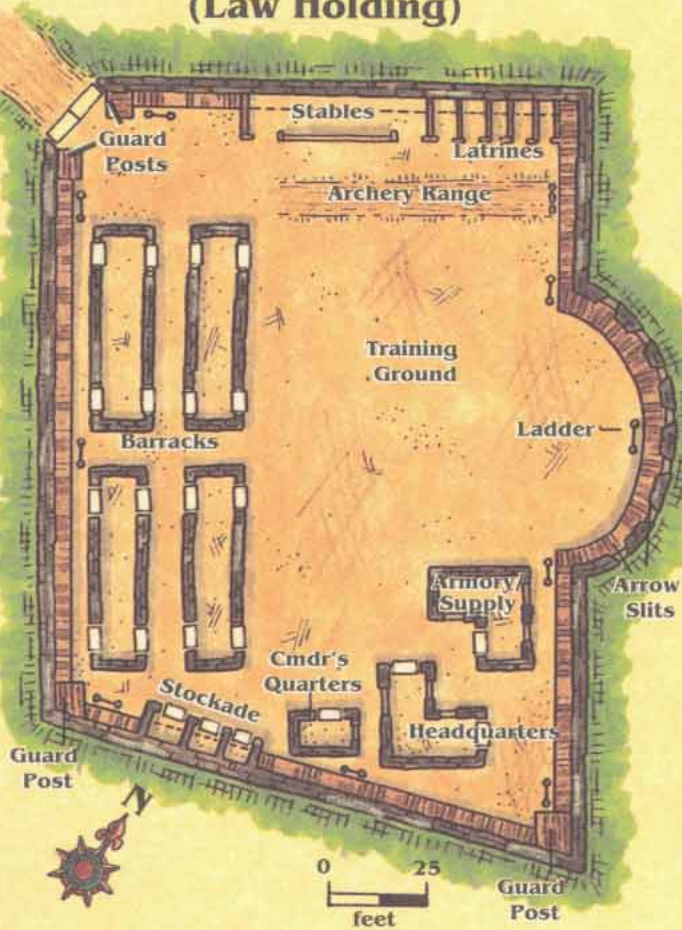 (Law Holding)
Stables
Guard
Posts
Latrines
Archery Range
Training
Ground
Ladder
Barracks
Armory/
Supply
Arrow
Slits
Cmdr's
Quarters
Stockade
Headquarters
Guard
Post
N
0 25
feet
Guard
Post